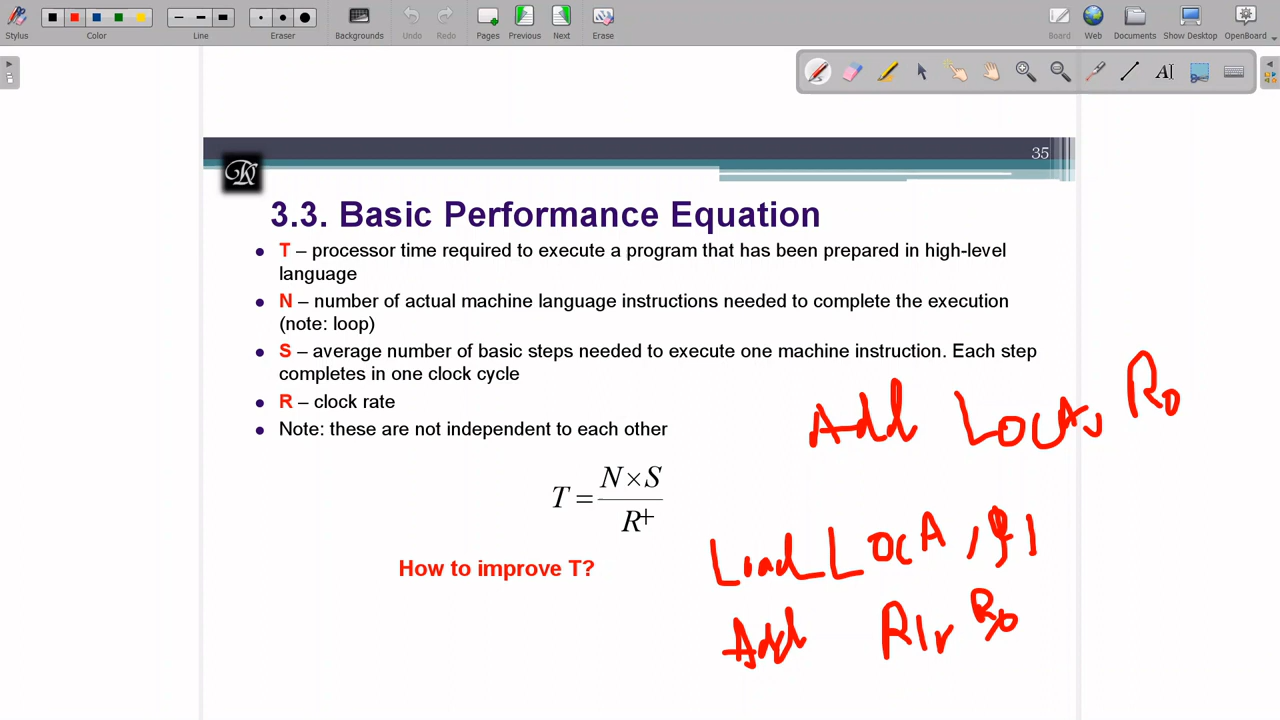 Stylus Color Line Eraser Backgrounds Undo Redo Pages Previous Next Erase Board Web Documents Show Desktop OpenBoard
35
3.3. Basic Performance Equation
T – processor time required to execute a program that has been prepared in high-level
language
N – number of actual machine language instructions needed to complete the execution
(note: loop)
S – average number of basic steps needed to execute one machine instruction. Each step
completes in one clock cycle
R – clock rate
Note: these are not independent to each other
Add LOCA, R0
T = N × S / R
How to improve T?
Load LOCA, R1
Add R1, R0